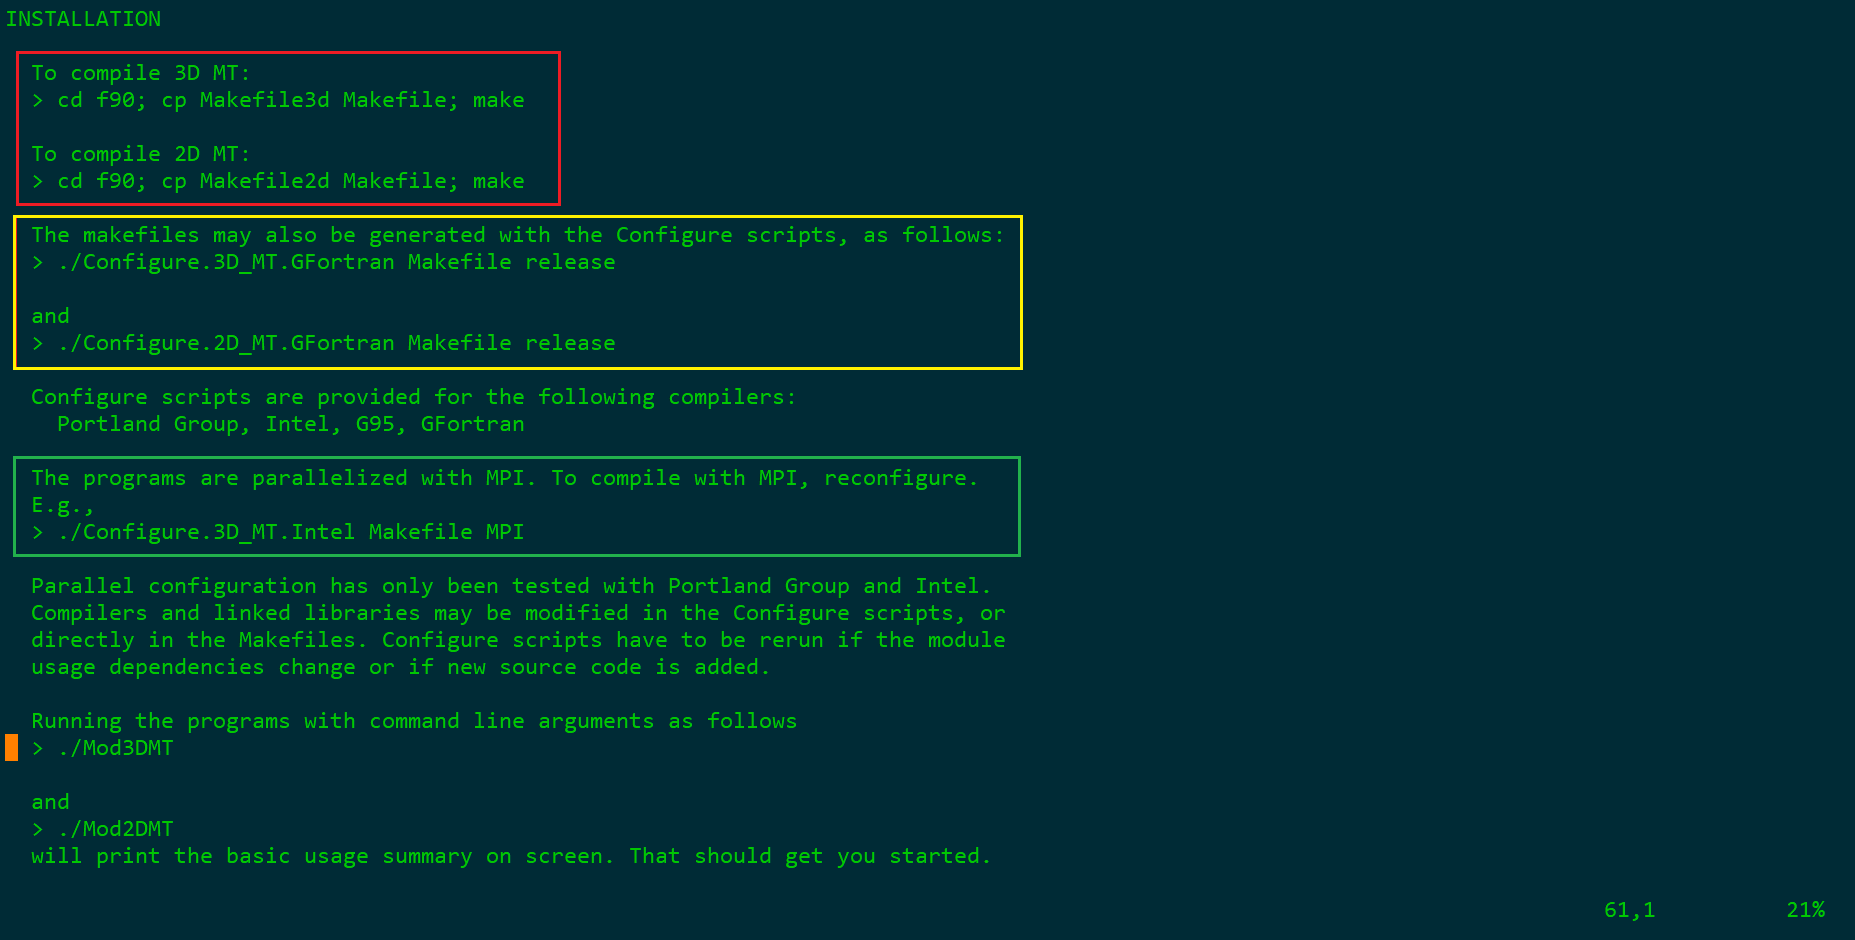 INSTALLATION
To compile 3D MT:
> cd f90; cp Makefile3d Makefile; make
To compile 2D MT:
> cd f90; cp Makefile2d Makefile; make
The makefiles may also be generated with the Configure scripts, as follows:
> ./Configure.3D_MT.GFortran Makefile release
and
> ./Configure.2D_MT.GFortran Makefile release
Configure scripts are provided for the following compilers:
Portland Group, Intel, G95, GFortran
The programs are parallelized with MPI. To compile with MPI, reconfigure.
E.g.,
> ./Configure.3D_MT.Intel Makefile MPI
Parallel configuration has only been tested with Portland Group and Intel.
Compilers and linked libraries may be modified in the Configure scripts, or
directly in the Makefiles. Configure scripts have to be rerun if the module
usage dependencies change or if new source code is added.
Running the programs with command line arguments as follows
> ./Mod3DMT
and
> ./Mod2DMT
will print the basic usage summary on screen. That should get you started.
61,1 21%